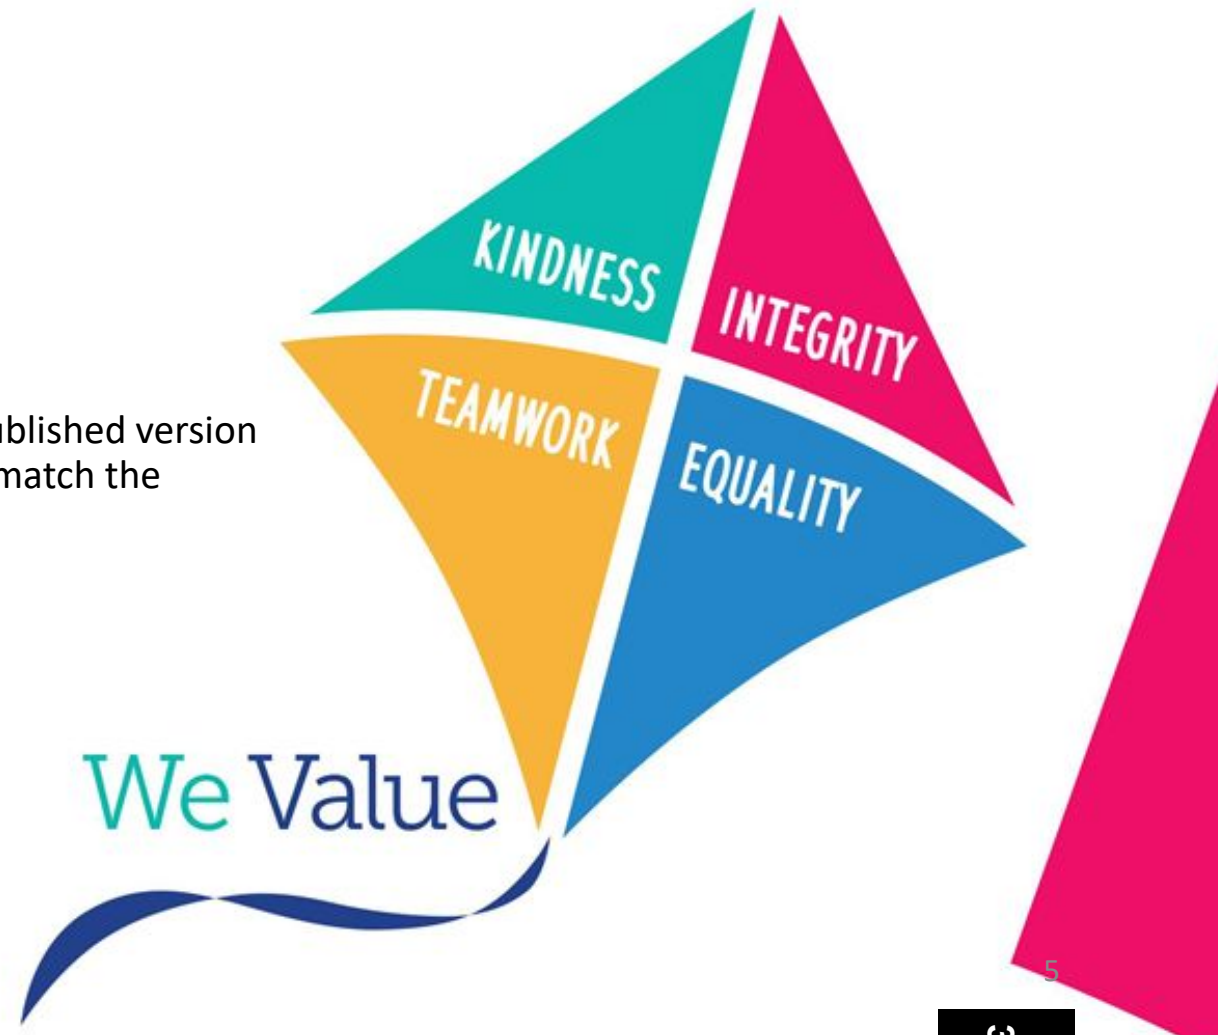 KINDNESS
INTEGRITY
TEAMWORK
EQUALITY
ublished version
match the
We Value
5